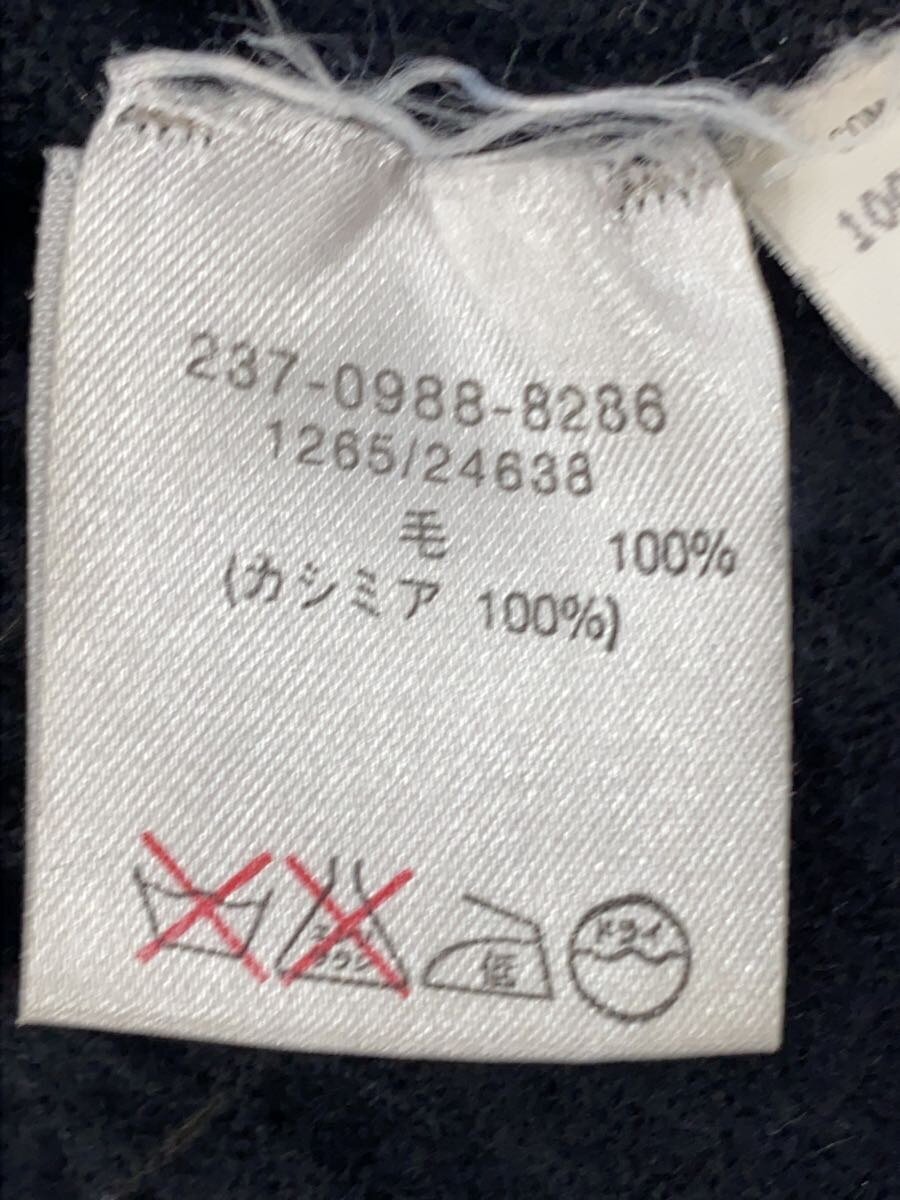 237-0988-8286
1265/24638
毛 100%
(カシミア 100%)
低
ドライ